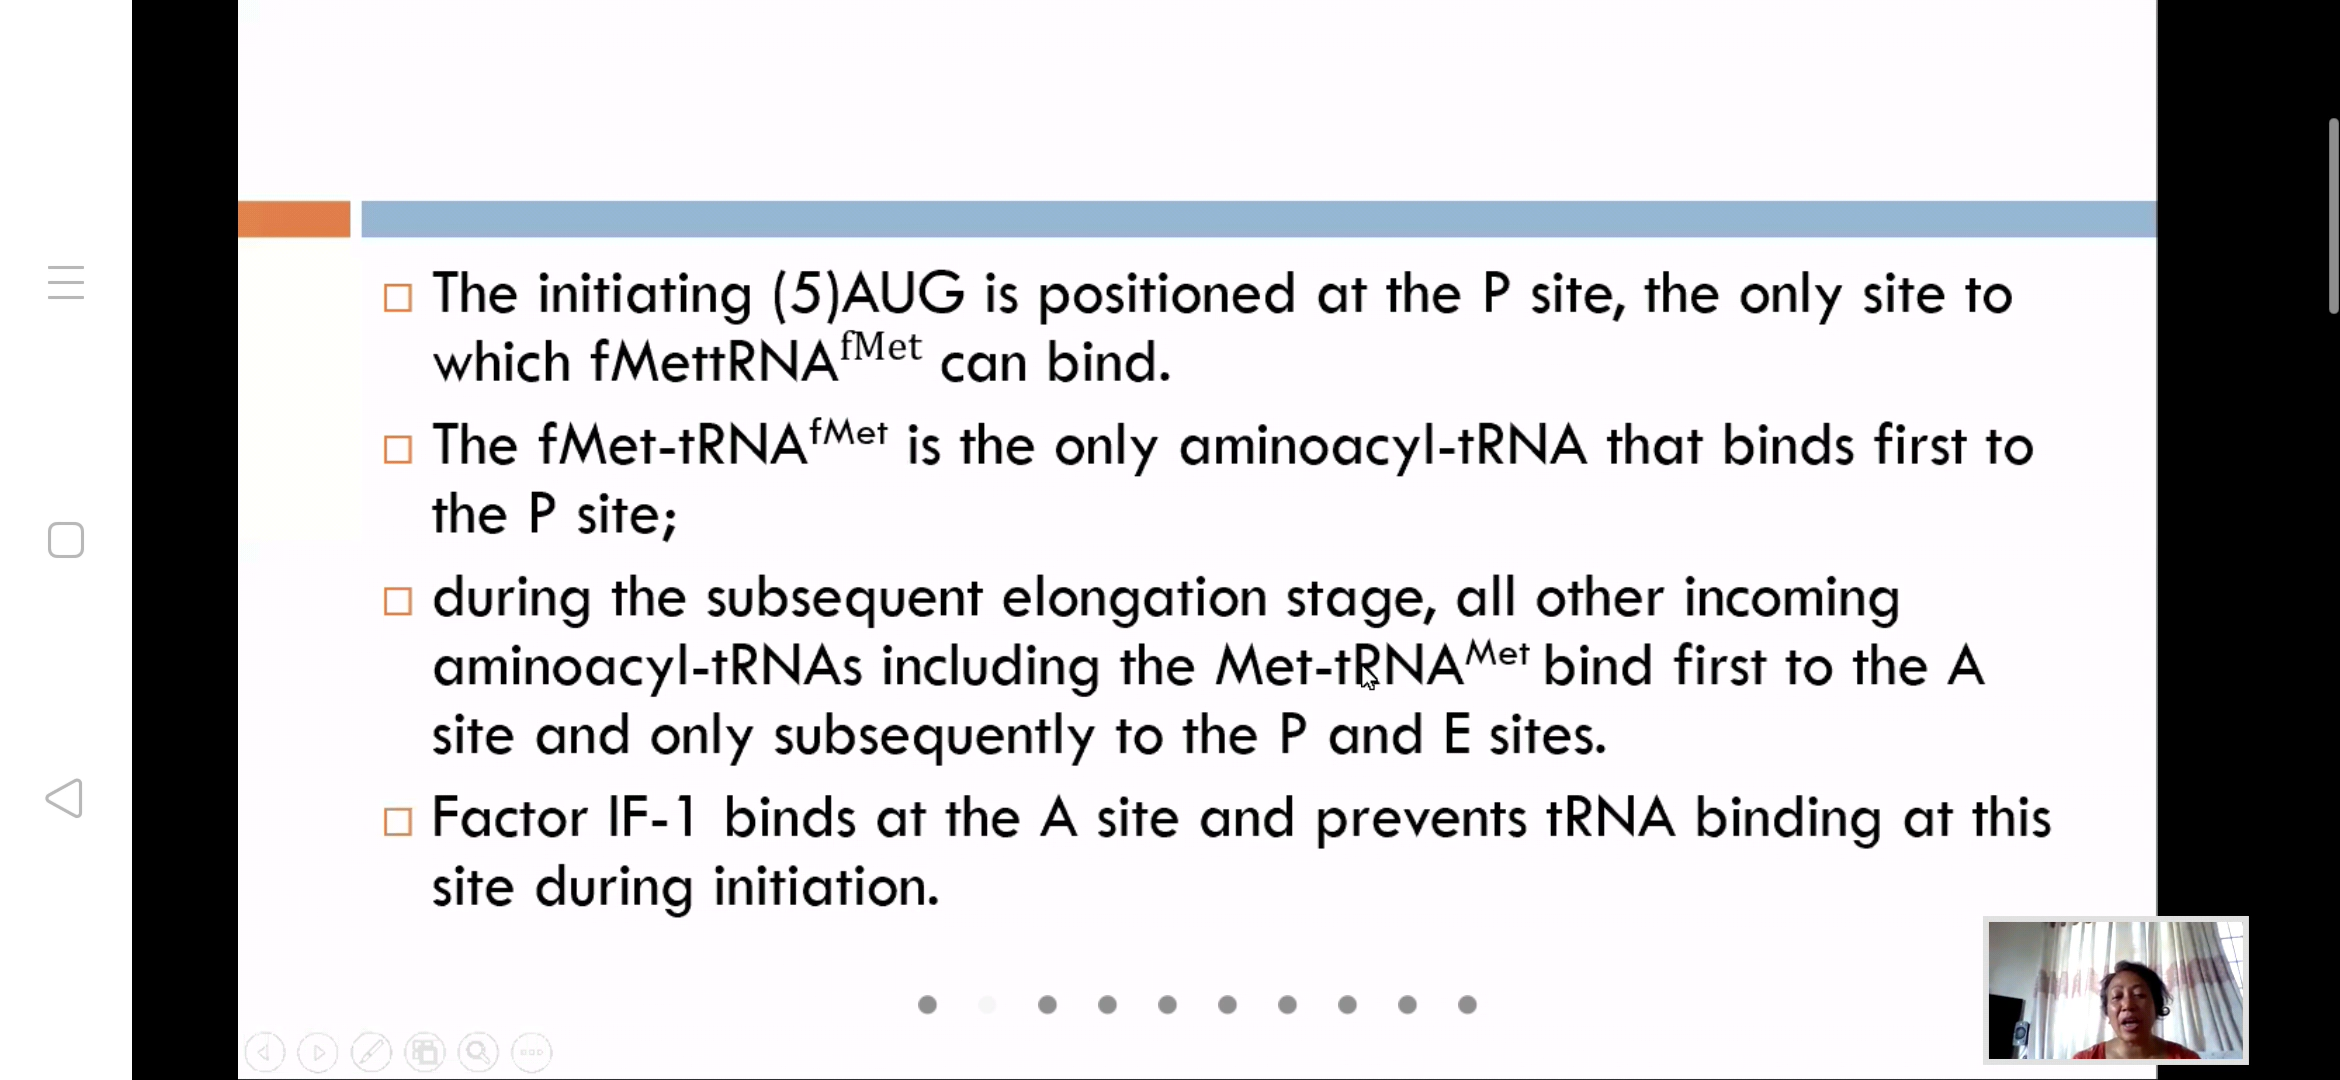 The initiating (5)AUG is positioned at the P site, the only site to
which fMettRNAfMet can bind.
The fMet-tRNAfMet is the only aminoacyl-tRNA that binds first to
the P site;
during the subsequent elongation stage, all other incoming
aminoacyl-tRNAs including the Met-tRNAMet bind first to the A
site and only subsequently to the P and E sites.
Factor IF-1 binds at the A site and prevents tRNA binding at this
site during initiation.